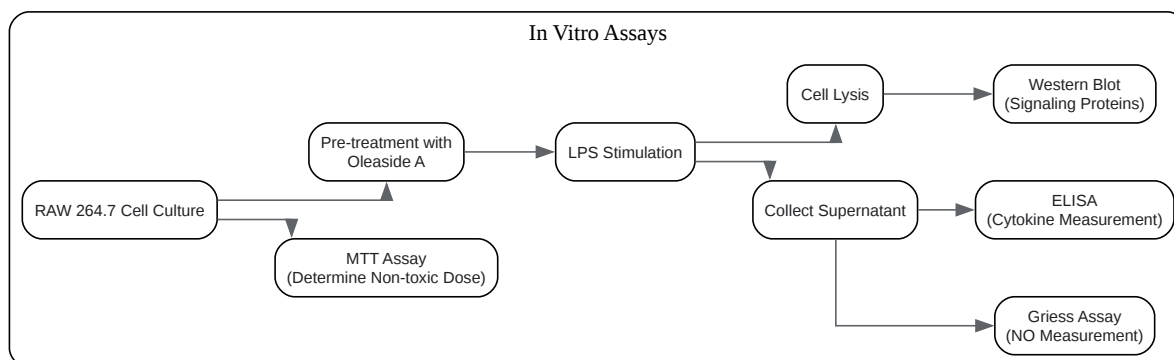 In Vitro Assays
RAW 264.7 Cell Culture
Pre-treatment with
Oleaside A
MTT Assay
(Determine Non-toxic Dose)
LPS Stimulation
Cell Lysis
Western Blot
(Signaling Proteins)
Collect Supernatant
ELISA
(Cytokine Measurement)
Griess Assay
(NO Measurement)